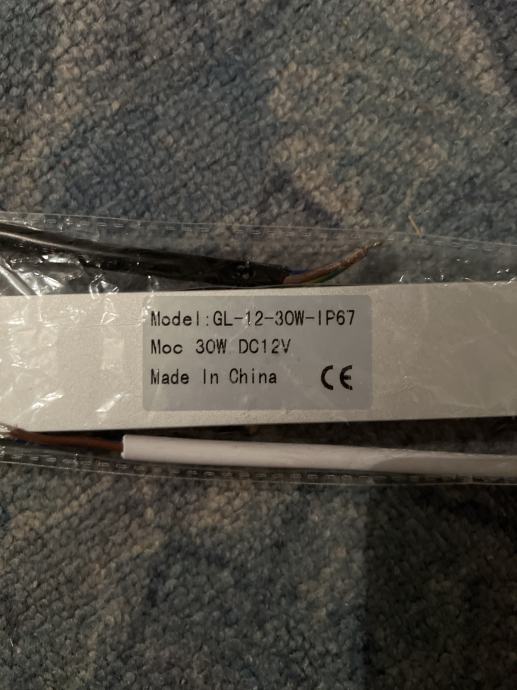 Model:GL-12-30W-IP67
Moc 30W DC12V
Made In China CE